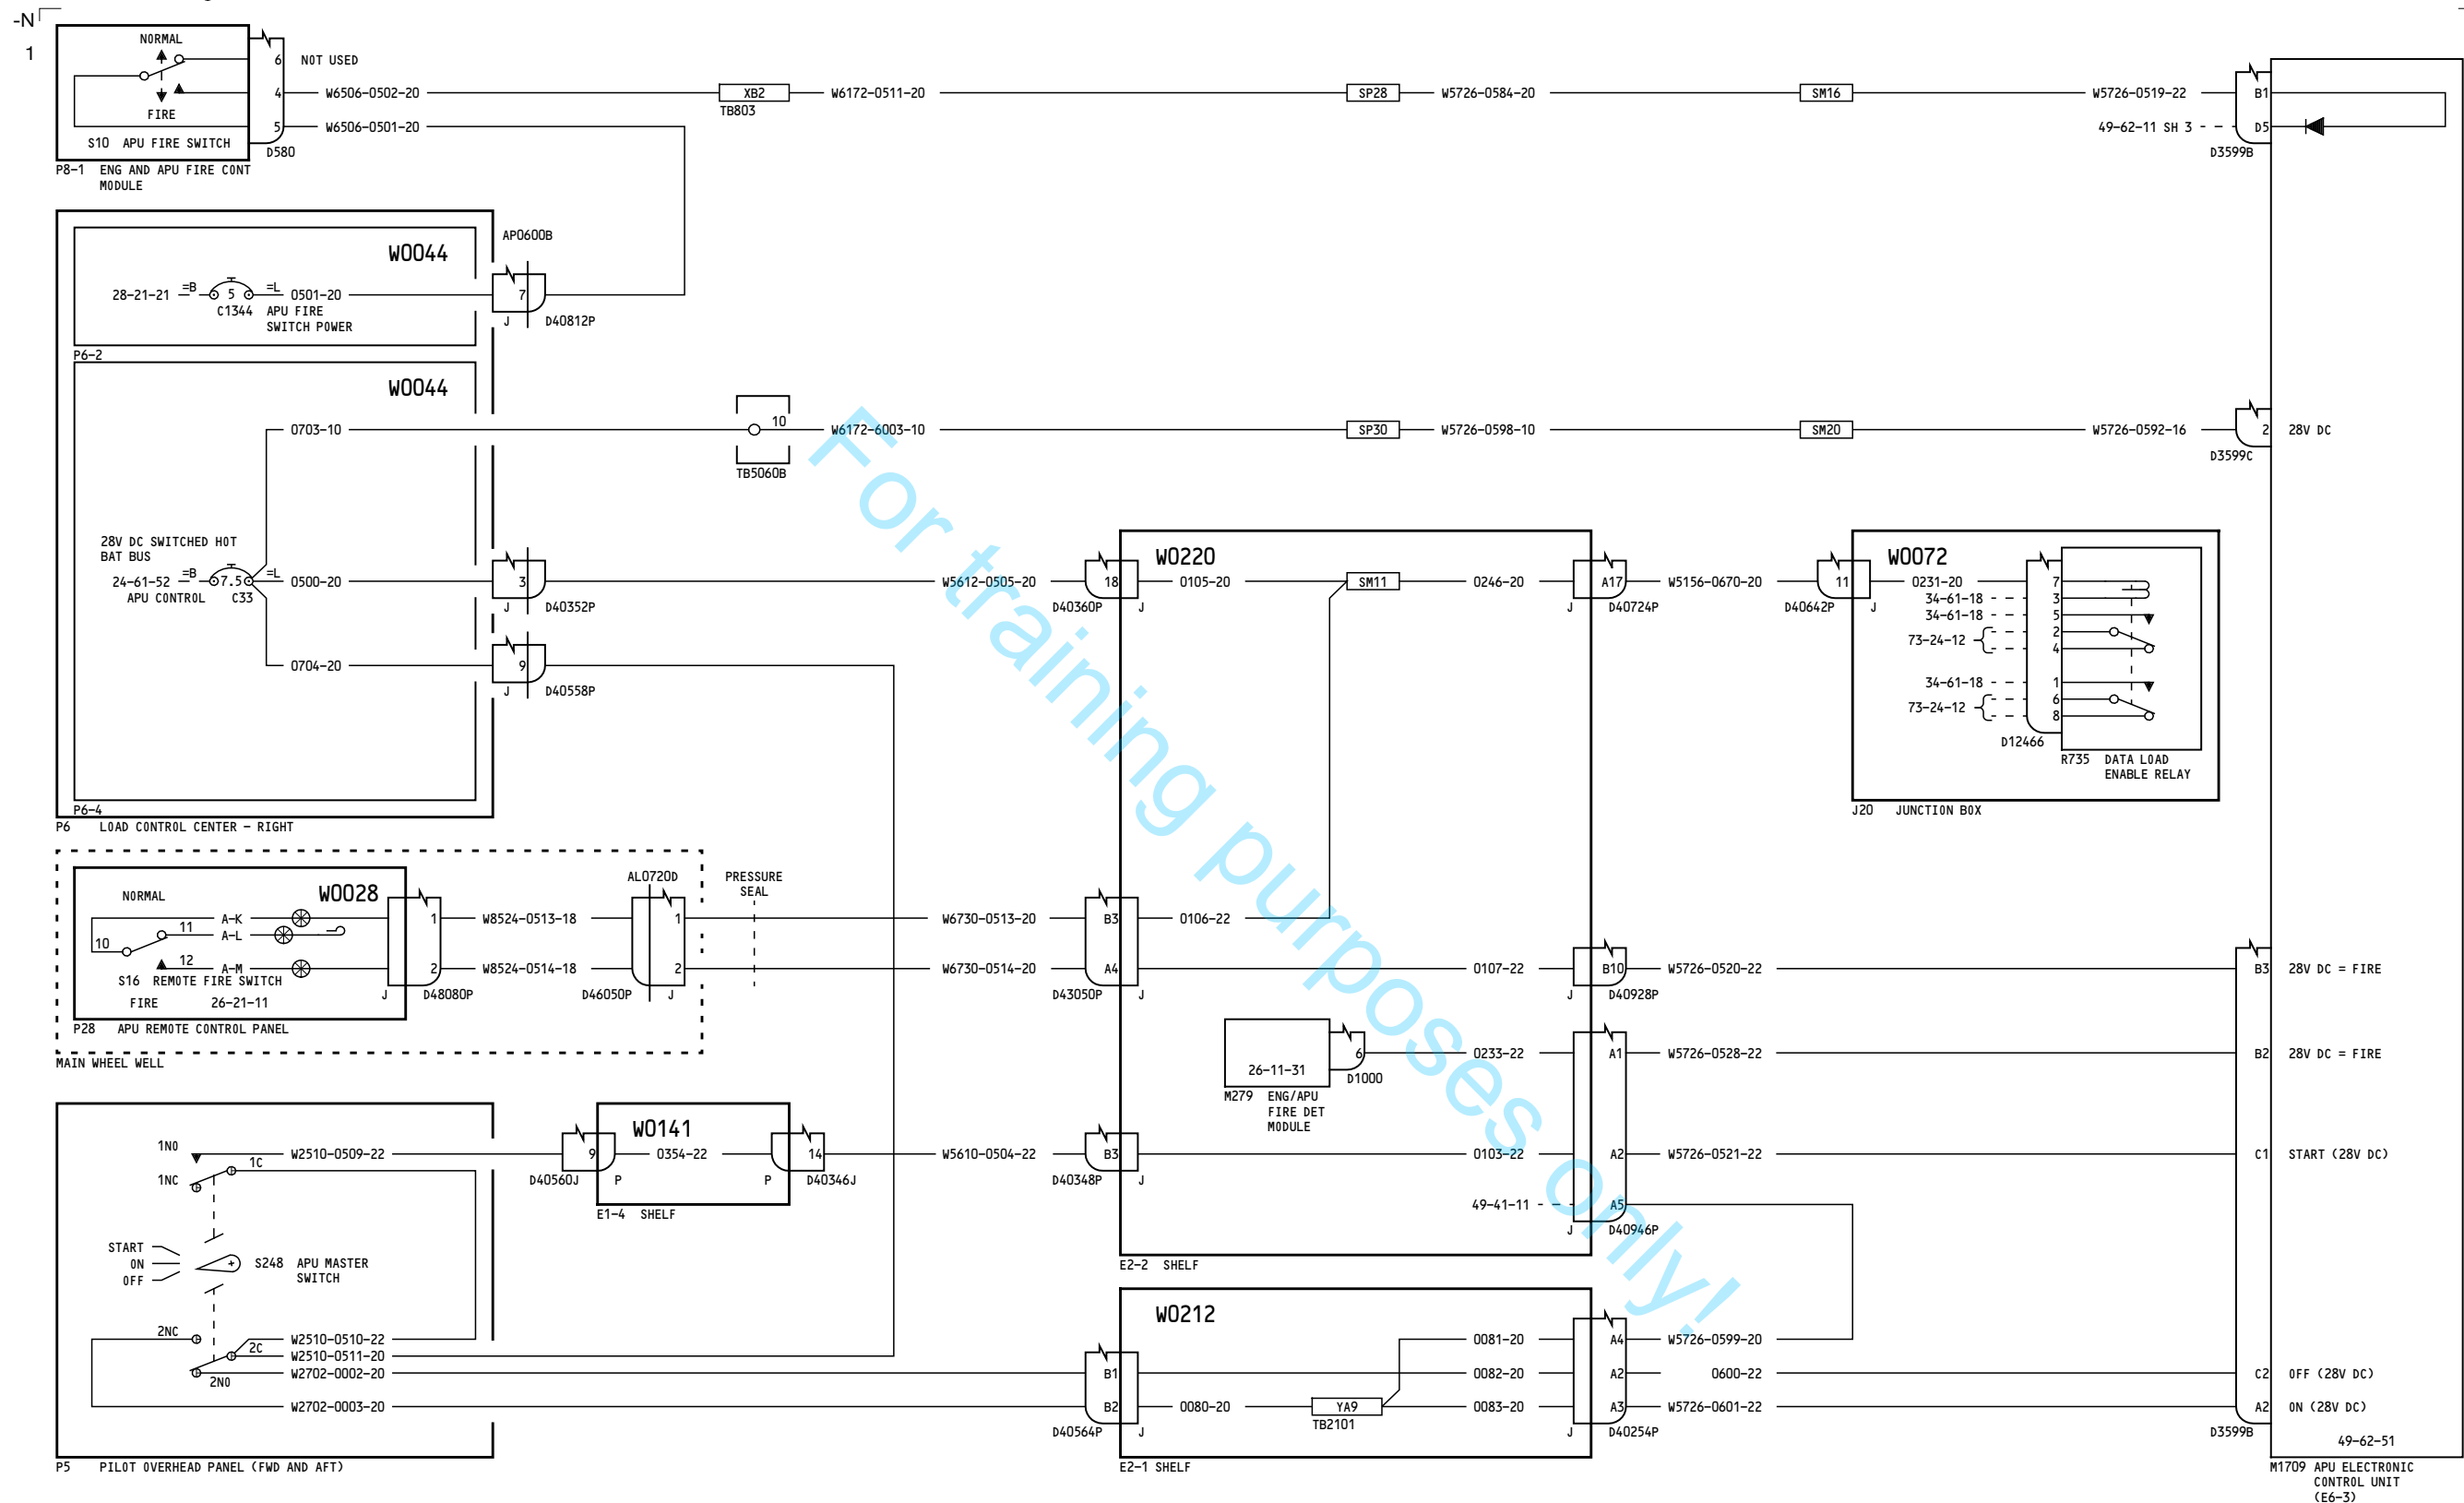 -N
1
NORMAL
FIRE
S10 APU FIRE SWITCH
P8-1 ENG AND APU FIRE CONT
MODULE
6
4
5
D580
NOT USED
W6506-0502-20
W6506-0501-20
XB2
TB803
W6172-0511-20
SP28
W5726-0584-20
SM16
W5726-0519-22
49-62-11 SH 3
B1
D5
D3599B
W0044
AP0600B
28-21-21
=B
5
=L
0501-20
C1344
APU FIRE
SWITCH POWER
7
J
D40812P
P6-2
W0044
0703-10
10
TB5060B
W6172-6003-10
SP30
W5726-0598-10
SM20
W5726-0592-16
2
28V DC
D3599C
28V DC SWITCHED HOT
BAT BUS
24-61-52
=B
7.5
=L
0500-20
APU CONTROL
C33
3
J
D40352P
W5612-0505-20
18
D40360P
J
W0220
0105-20
SM11
0246-20
A17
J
D40724P
W5156-0670-20
11
D40642P
J
W0072
0231-20
34-61-18
34-61-18
73-24-12
34-61-18
73-24-12
7
3
5
2
4
1
6
8
D12466
R735 DATA LOAD
ENABLE RELAY
J20 JUNCTION BOX
0704-20
9
J
D40558P
P6-4
P6 LOAD CONTROL CENTER - RIGHT
NORMAL
W0028
A-K
11
A-L
10
12
A-M
S16 REMOTE FIRE SWITCH
FIRE
26-21-11
P28 APU REMOTE CONTROL PANEL
MAIN WHEEL WELL
1
2
J
D48080P
W8524-0513-18
W8524-0514-18
AL0720D
1
2
D46050P
J
PRESSURE
SEAL
W6730-0513-20
W6730-0514-20
B3
A4
D43050P
J
0106-22
0107-22
B10
J
D40928P
W5726-0520-22
B3
28V DC = FIRE
26-11-31
M279 ENG/APU
FIRE DET
MODULE
6
D1000
0233-22
A1
W5726-0528-22
B2
28V DC = FIRE
1NO
1NC
1C
W2510-0509-22
9
D40560J
P
W0141
0354-22
P
14
D40346J
E1-4 SHELF
W5610-0504-22
B3
D40348P
J
0103-22
A2
W5726-0521-22
C1
START (28V DC)
49-41-11
A5
J
D40946P
E2-2 SHELF
START
ON
OFF
S248 APU MASTER
SWITCH
2NC
2C
2NO
W2510-0510-22
W2510-0511-20
W2702-0002-20
W2702-0003-20
P5 PILOT OVERHEAD PANEL (FWD AND AFT)
W0212
B1
B2
D40564P
J
0080-20
YA9
TB2101
0081-20
0082-20
0083-20
A4
A2
A3
J
D40254P
E2-1 SHELF
W5726-0599-20
0600-22
W5726-0601-22
C2
OFF (28V DC)
A2
ON (28V DC)
D3599B
49-62-51
M1709 APU ELECTRONIC
CONTROL UNIT
(E6-3)
For training purposes only!